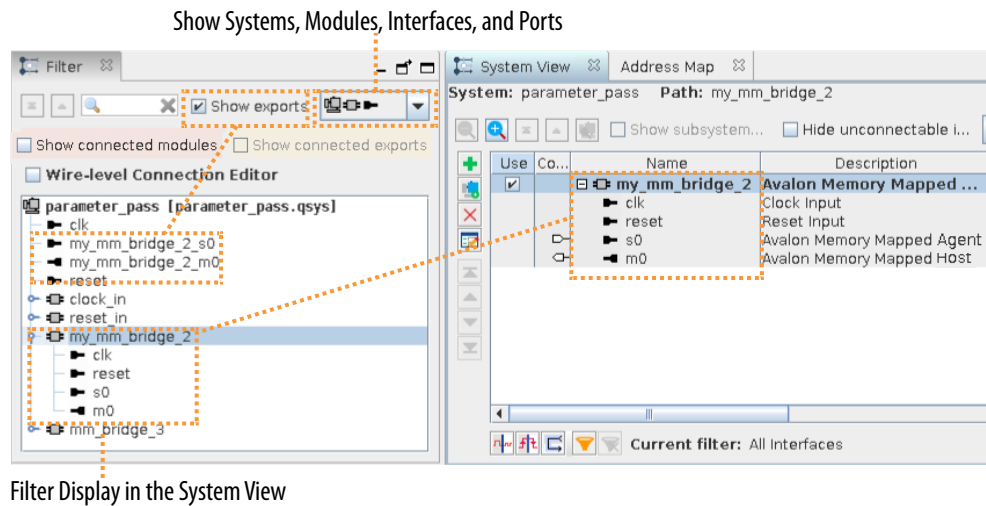 Show Systems, Modules, Interfaces, and Ports
Filter
Show exports
Show connected modules
Show connected exports
Wire-level Connection Editor
parameter_pass [parameter_pass.qsys]
clk
my_mm_bridge_2_s0
my_mm_bridge_2_m0
reset
clock_in
reset_in
my_mm_bridge_2
clk
reset
s0
m0
mm_bridge_3
System View
Address Map
System: parameter_pass Path: my_mm_bridge_2
Show subsystem...
Hide unconnectable i...
Use Co... Name Description
my_mm_bridge_2 Avalon Memory Mapped ...
clk Clock Input
reset Reset Input
s0 Avalon Memory Mapped Agent
m0 Avalon Memory Mapped Host
Current filter: All Interfaces
Filter Display in the System View